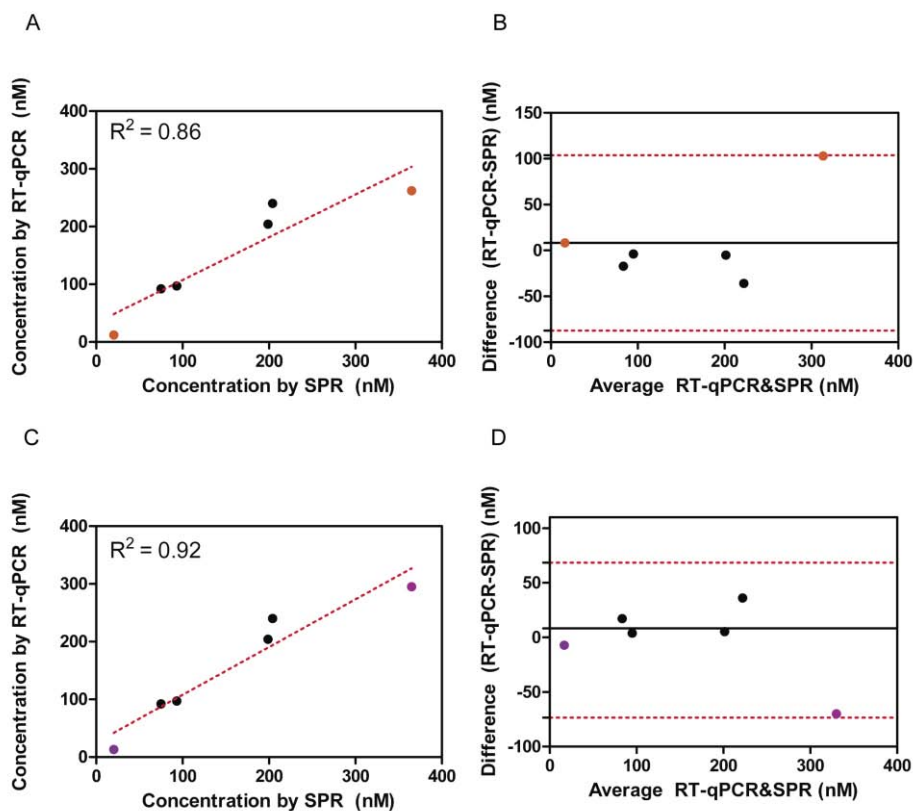 A
Concentration by RT-qPCR (nM)
400
300
200
100
0
R² = 0.86
0 100 200 300 400
Concentration by SPR (nM)
B
Difference (RT-qPCR-SPR) (nM)
150
100
50
0
-50
-100
0 100 200 300 400
Average RT-qPCR&SPR (nM)
C
Concentration by RT-qPCR (nM)
400
300
200
100
0
R² = 0.92
0 100 200 300 400
Concentration by SPR (nM)
D
Difference (RT-qPCR-SPR) (nM)
100
50
0
-50
-100
0 100 200 300 400
Average RT-qPCR&SPR (nM)